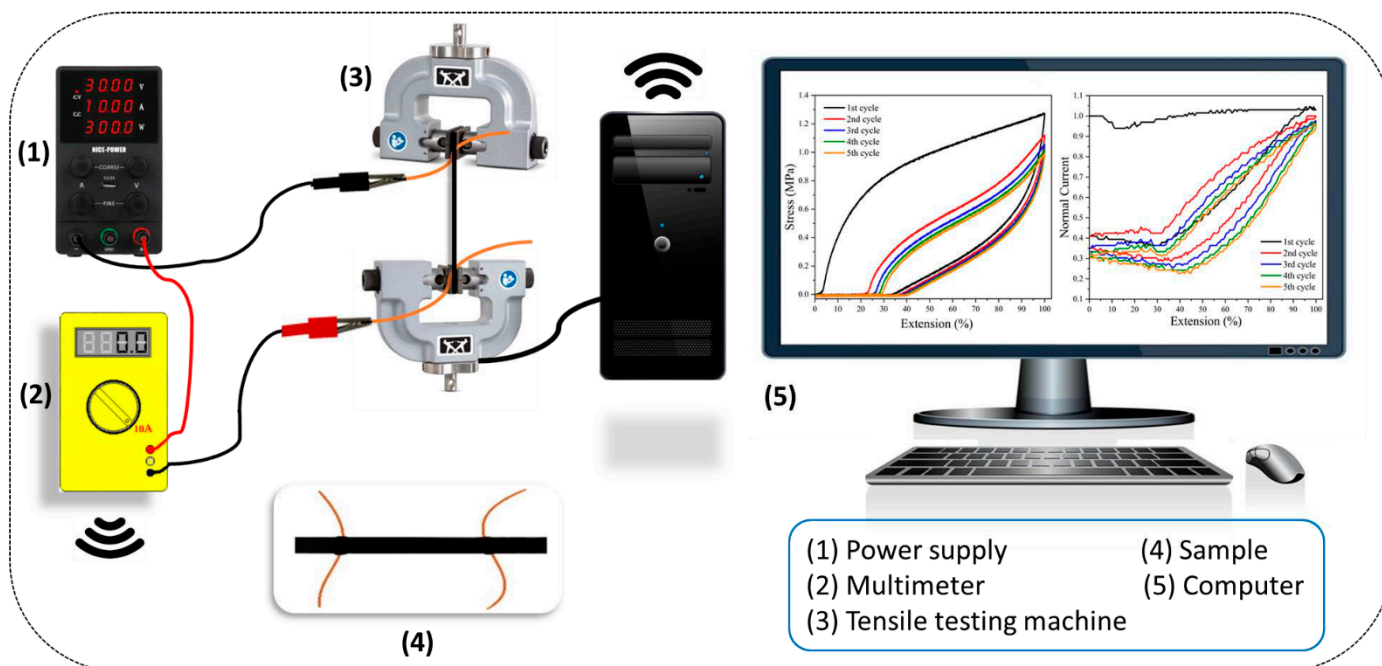 (1)
30.00 V
C.V
10.00 A
C.C
300.0 W
NICE-POWER
COARSE
A
V
FINE
GND
(2)
10A
(3)
(4)
(5)
1.4
1.2
1.0
0.8
0.6
0.4
0.2
0.0
Stress (MPa)
1st cycle
2nd cycle
3rd cycle
4th cycle
5th cycle
0 10 20 30 40 50 60 70 80 90 100
Extension (%)
1.1
1.0
0.9
0.8
0.7
0.6
0.5
0.4
0.3
0.2
0.1
Normal Current
1st cycle
2nd cycle
3rd cycle
4th cycle
5th cycle
0 10 20 30 40 50 60 70 80 90 100
Extension (%)
(1) Power supply
(2) Multimeter
(3) Tensile testing machine
(4) Sample
(5) Computer